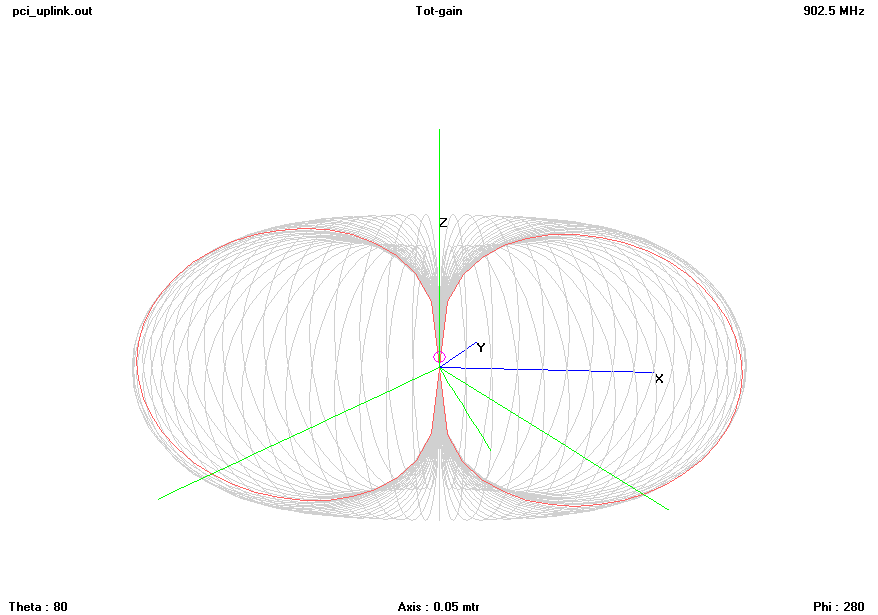 pci_uplink.out Tot-gain 902.5 MHz
Z
Y
X
Theta : 80 Axis : 0.05 mtr Phi : 280